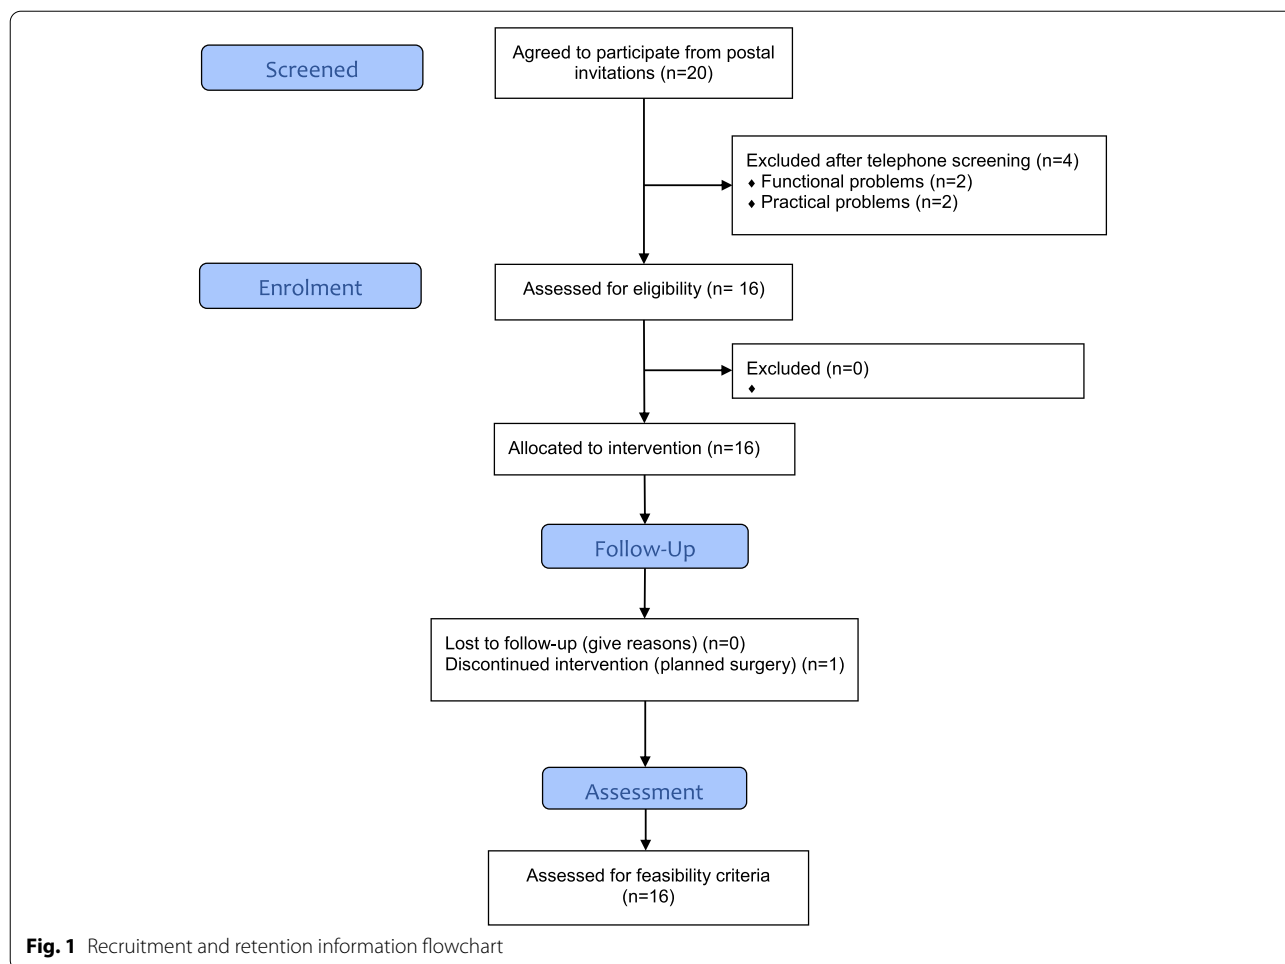 Screened
Agreed to participate from postal
invitations (n=20)
Excluded after telephone screening (n=4)
♦ Functional problems (n=2)
♦ Practical problems (n=2)
Enrolment
Assessed for eligibility (n= 16)
Excluded (n=0)
♦
Allocated to intervention (n=16)
Follow-Up
Lost to follow-up (give reasons) (n=0)
Discontinued intervention (planned surgery) (n=1)
Assessment
Assessed for feasibility criteria
(n=16)
Fig. 1 Recruitment and retention information flowchart